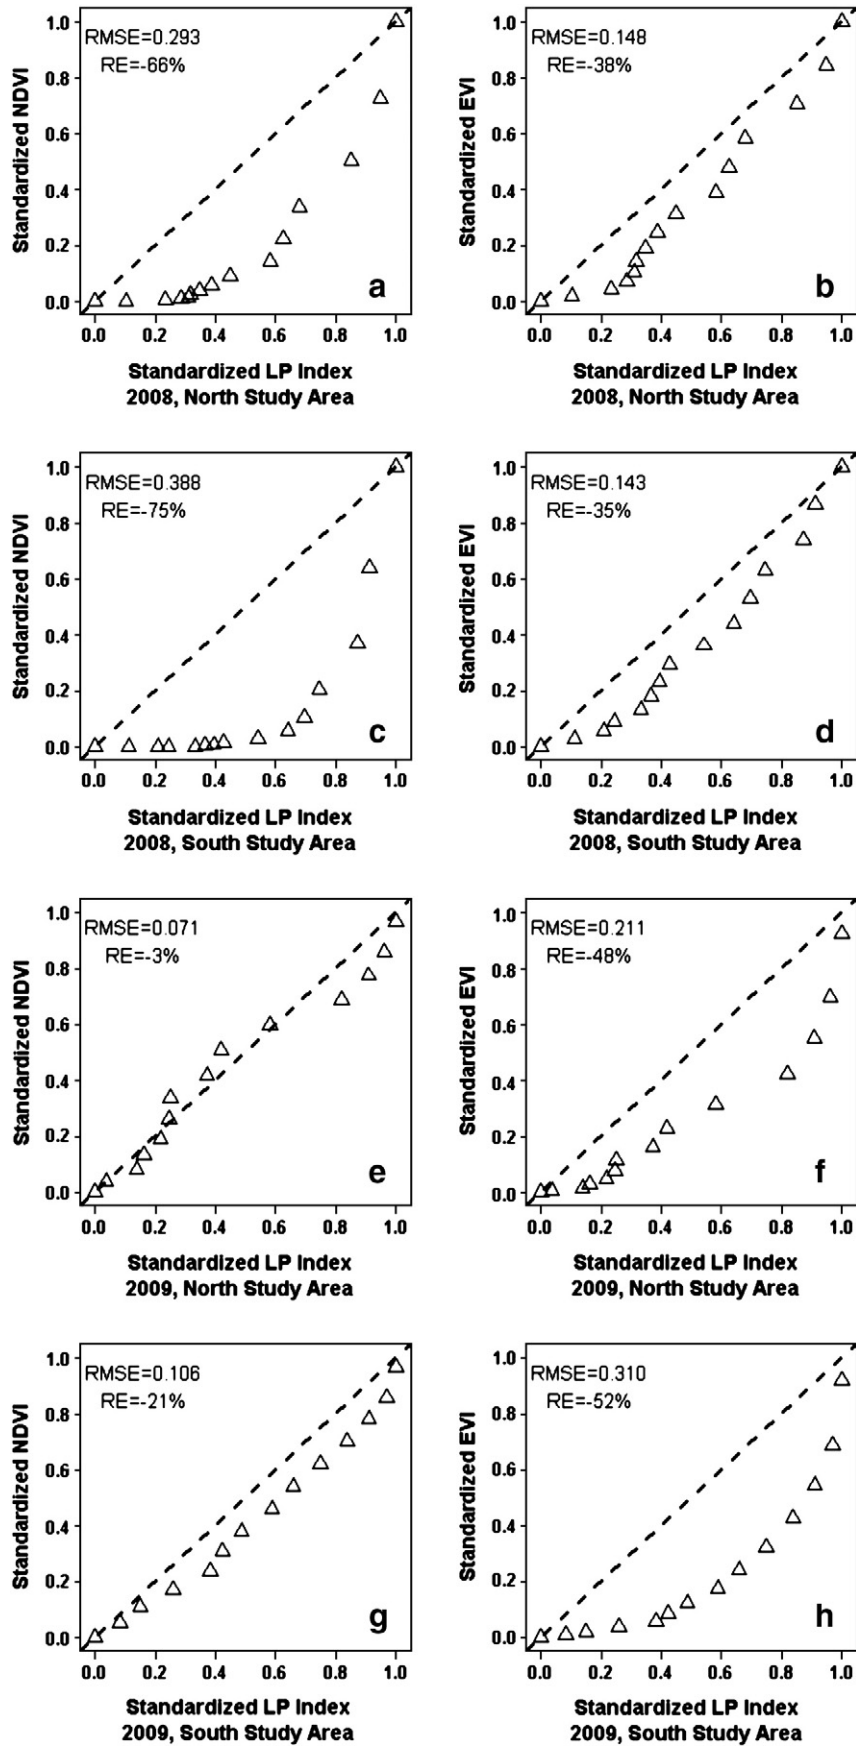 RMSE=0.293
RE=-66%
Standardized NDVI
1.0
0.8
0.6
0.4
0.2
0.0
a
0.0 0.2 0.4 0.6 0.8 1.0
Standardized LP Index
2008, North Study Area
RMSE=0.148
RE=-38%
Standardized EVI
1.0
0.8
0.6
0.4
0.2
0.0
b
0.0 0.2 0.4 0.6 0.8 1.0
Standardized LP Index
2008, North Study Area
RMSE=0.388
RE=-75%
Standardized NDVI
1.0
0.8
0.6
0.4
0.2
0.0
c
0.0 0.2 0.4 0.6 0.8 1.0
Standardized LP Index
2008, South Study Area
RMSE=0.143
RE=-35%
Standardized EVI
1.0
0.8
0.6
0.4
0.2
0.0
d
0.0 0.2 0.4 0.6 0.8 1.0
Standardized LP Index
2008, South Study Area
RMSE=0.071
RE=-3%
Standardized NDVI
1.0
0.8
0.6
0.4
0.2
0.0
e
0.0 0.2 0.4 0.6 0.8 1.0
Standardized LP Index
2009, North Study Area
RMSE=0.211
RE=-48%
Standardized EVI
1.0
0.8
0.6
0.4
0.2
0.0
f
0.0 0.2 0.4 0.6 0.8 1.0
Standardized LP Index
2009, North Study Area
RMSE=0.106
RE=-21%
Standardized NDVI
1.0
0.8
0.6
0.4
0.2
0.0
g
0.0 0.2 0.4 0.6 0.8 1.0
Standardized LP Index
2009, South Study Area
RMSE=0.310
RE=-52%
Standardized EVI
1.0
0.8
0.6
0.4
0.2
0.0
h
0.0 0.2 0.4 0.6 0.8 1.0
Standardized LP Index
2009, South Study Area